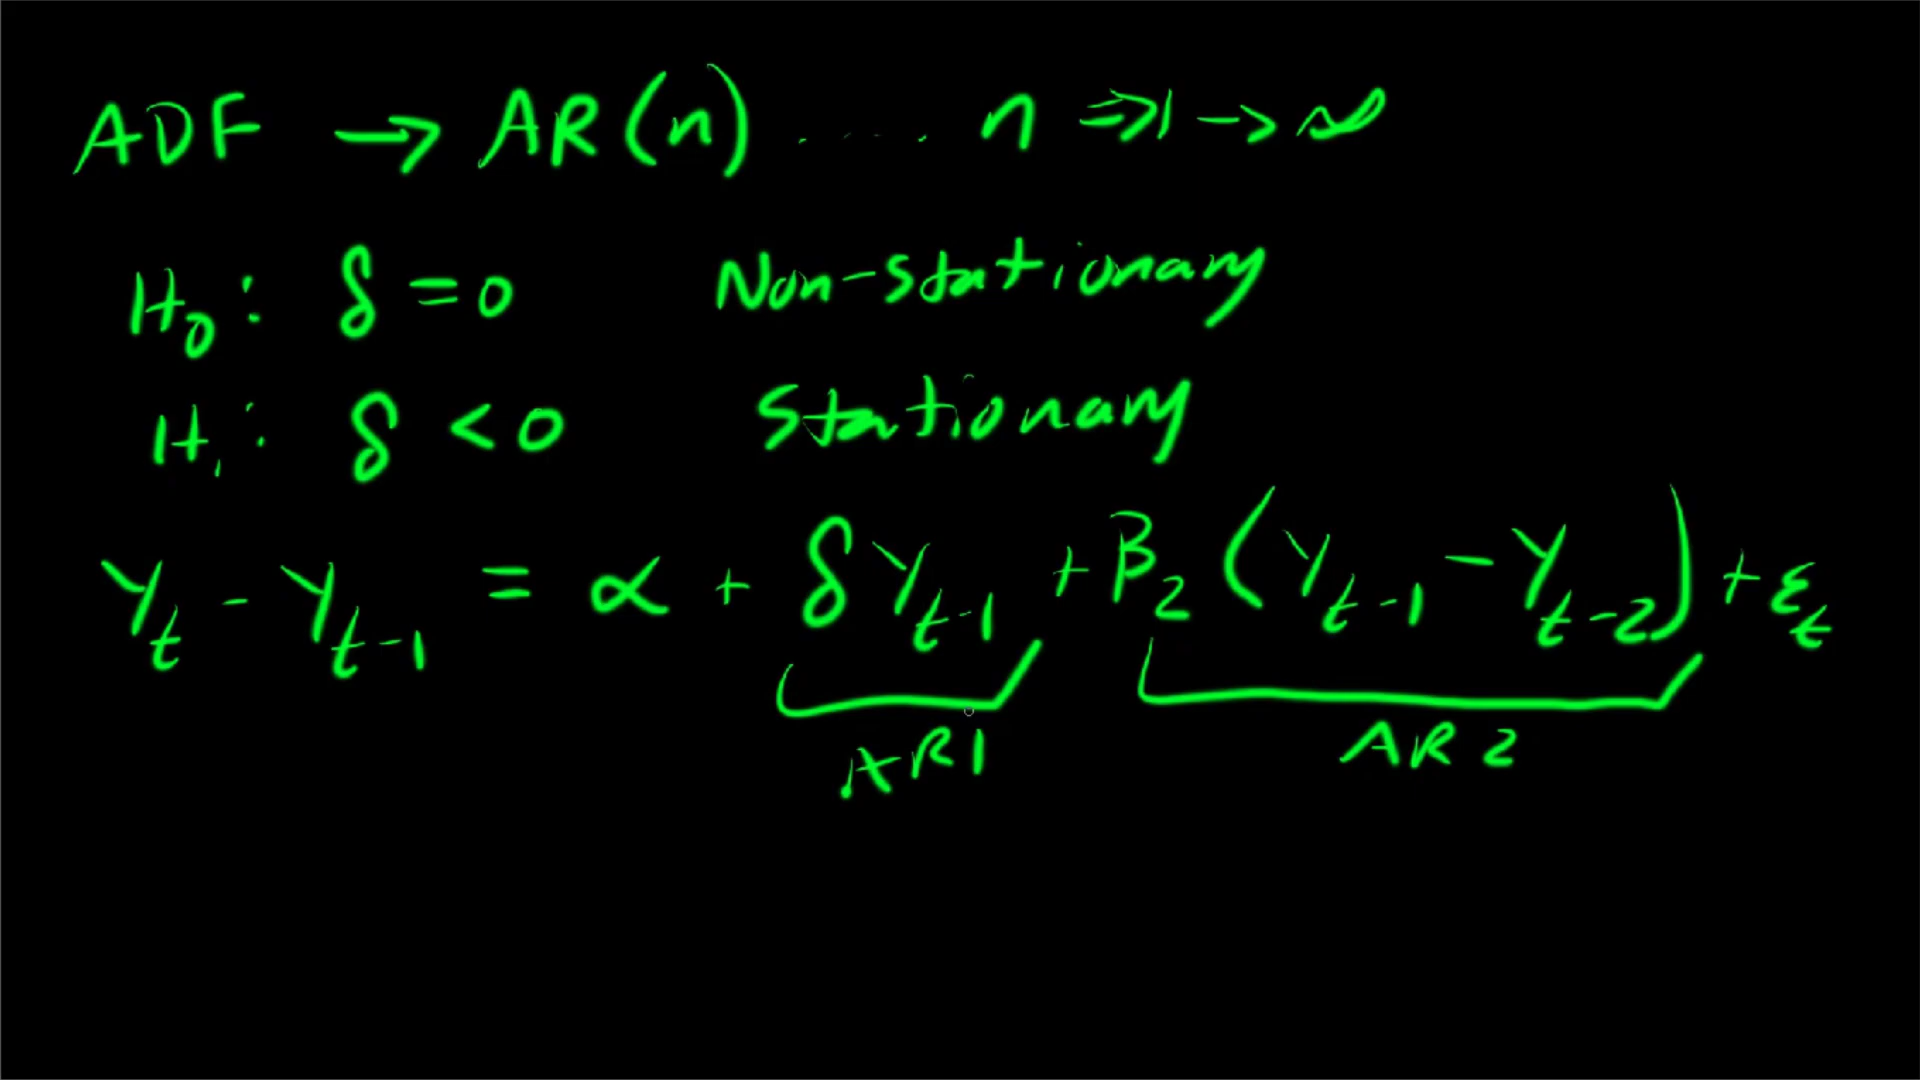 ADF → AR(n) .... n ⇒ 1 → ∞
H₀: δ = 0 Non-stationary
H₁: δ < 0 Stationary
Yₜ - Yₜ₋₁ = α + δYₜ₋₁ + β₂(Yₜ₋₁ - Yₜ₋₂) + εₜ
AR1 AR2